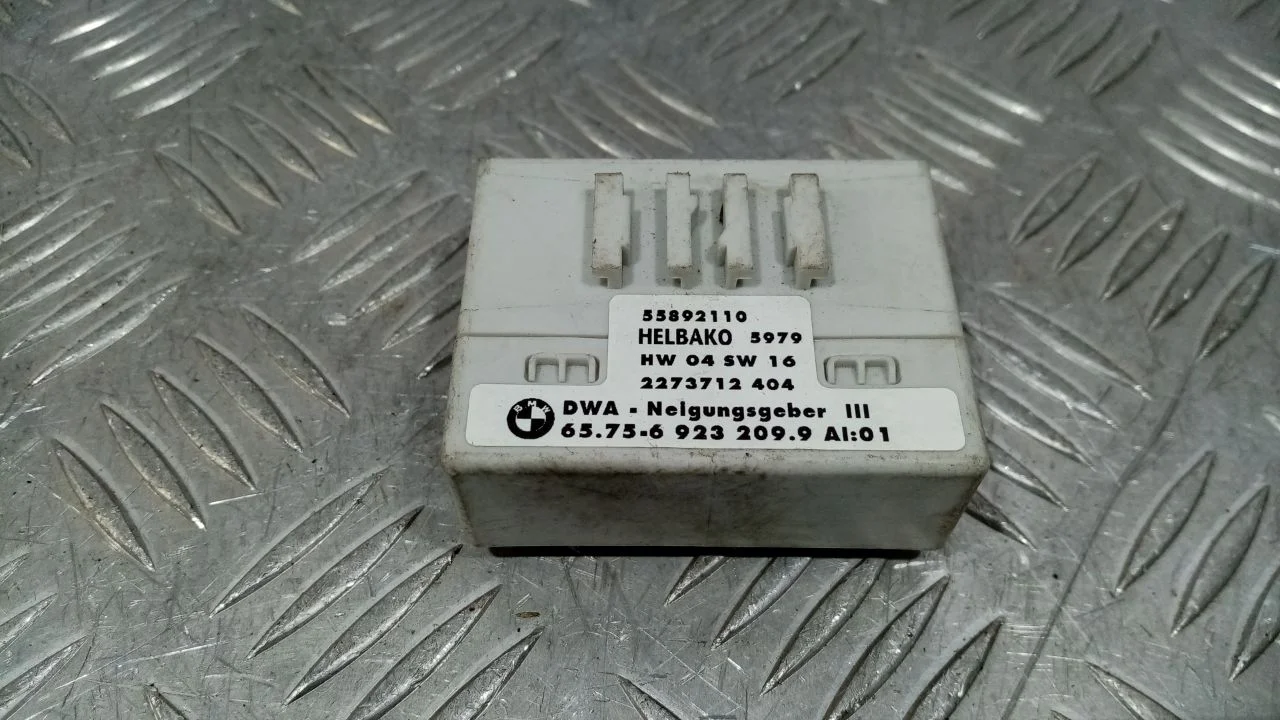 55892110
HELBAKO 5979
HW 04 SW 16
2273712 404
BMW DWA - Neigungsgeber III
65.75-6 923 209.9 AI:01